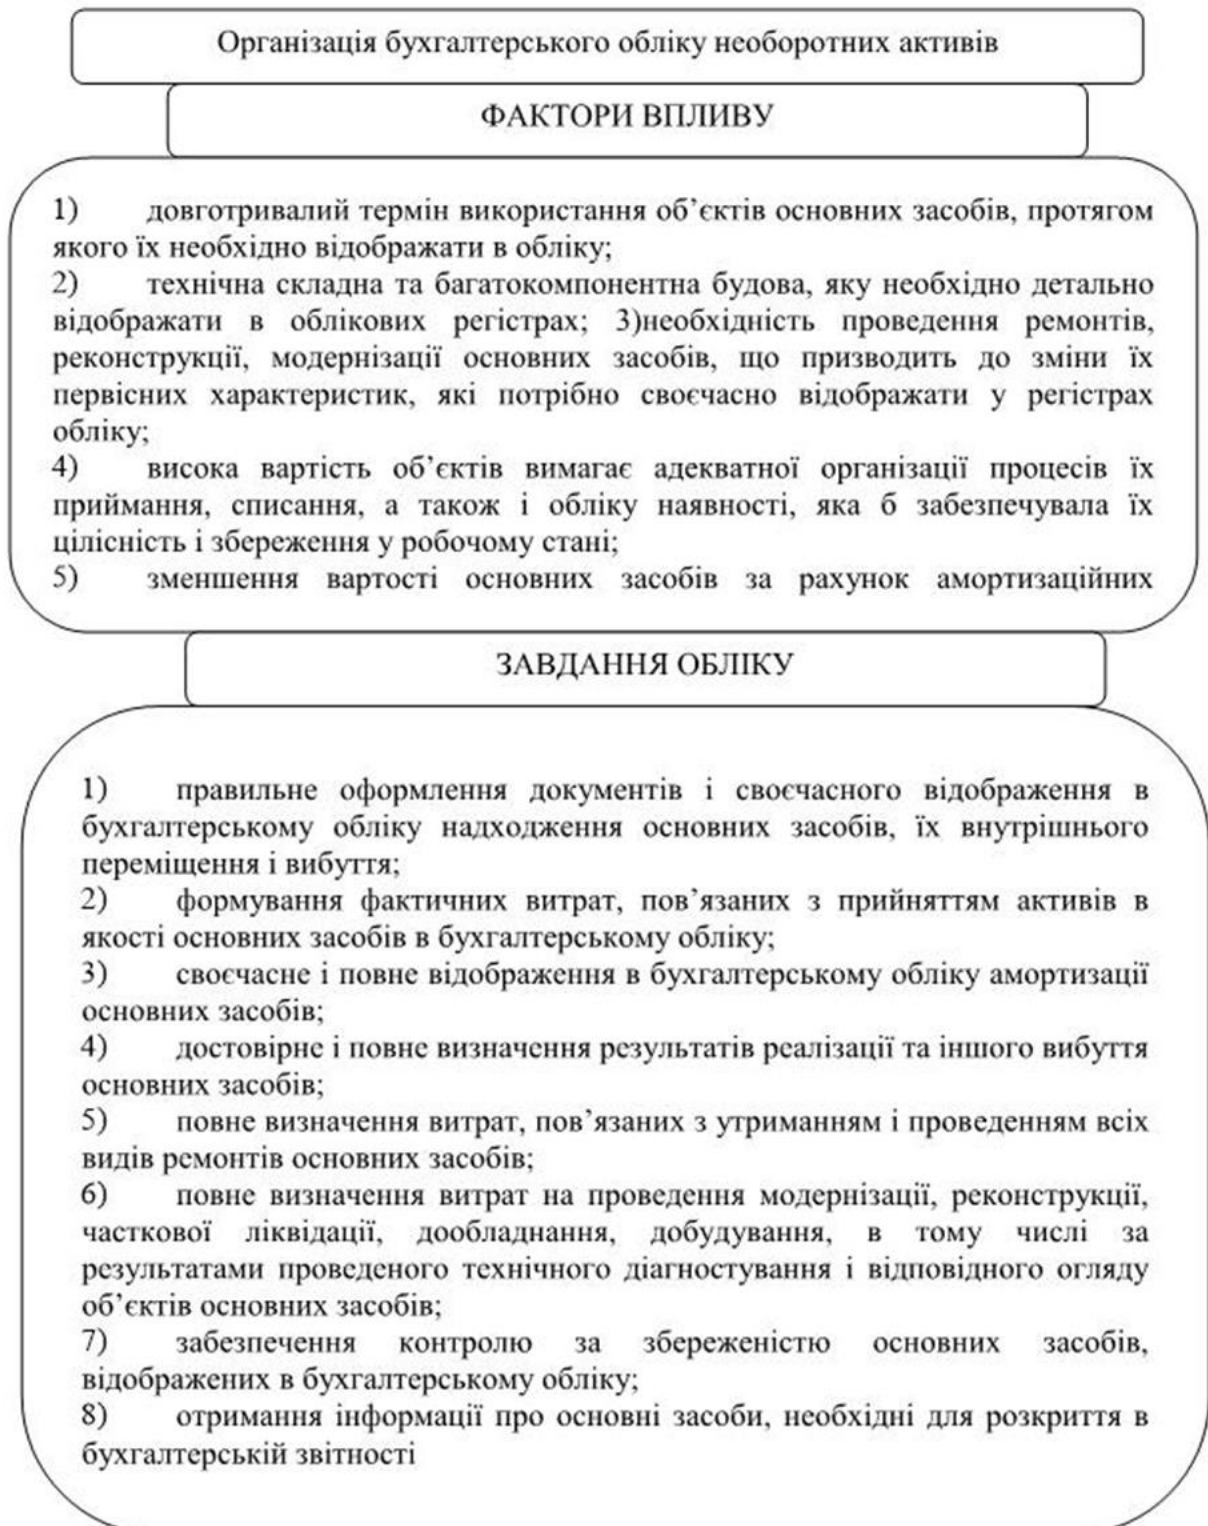 Організація бухгалтерського обліку необоротних активів
ФАКТОРИ ВПЛИВУ
1) довготривалий термін використання об’єктів основних засобів, протягом
якого їх необхідно відображати в обліку;
2) технічна складна та багатокомпонентна будова, яку необхідно детально
відображати в облікових регістрах; 3)необхідність проведення ремонтів,
реконструкції, модернізації основних засобів, що призводить до зміни їх
первісних характеристик, які потрібно своєчасно відображати у регістрах
обліку;
4) висока вартість об’єктів вимагає адекватної організації процесів їх
приймання, списання, а також і обліку наявності, яка б забезпечувала їх
цілісність і збереження у робочому стані;
5) зменшення вартості основних засобів за рахунок амортизаційних
ЗАВДАННЯ ОБЛІКУ
1) правильне оформлення документів і своєчасного відображення в
бухгалтерському обліку надходження основних засобів, їх внутрішнього
переміщення і вибуття;
2) формування фактичних витрат, пов’язаних з прийняттям активів в
якості основних засобів в бухгалтерському обліку;
3) своєчасне і повне відображення в бухгалтерському обліку амортизації
основних засобів;
4) достовірне і повне визначення результатів реалізації та іншого вибуття
основних засобів;
5) повне визначення витрат, пов’язаних з утриманням і проведенням всіх
видів ремонтів основних засобів;
6) повне визначення витрат на проведення модернізації, реконструкції,
часткової ліквідації, дообладнання, добудування, в тому числі за
результатами проведеного технічного діагностування і відповідного огляду
об’єктів основних засобів;
7) забезпечення контролю за збереженістю основних засобів,
відображених в бухгалтерському обліку;
8) отримання інформації про основні засоби, необхідні для розкриття в
бухгалтерській звітності